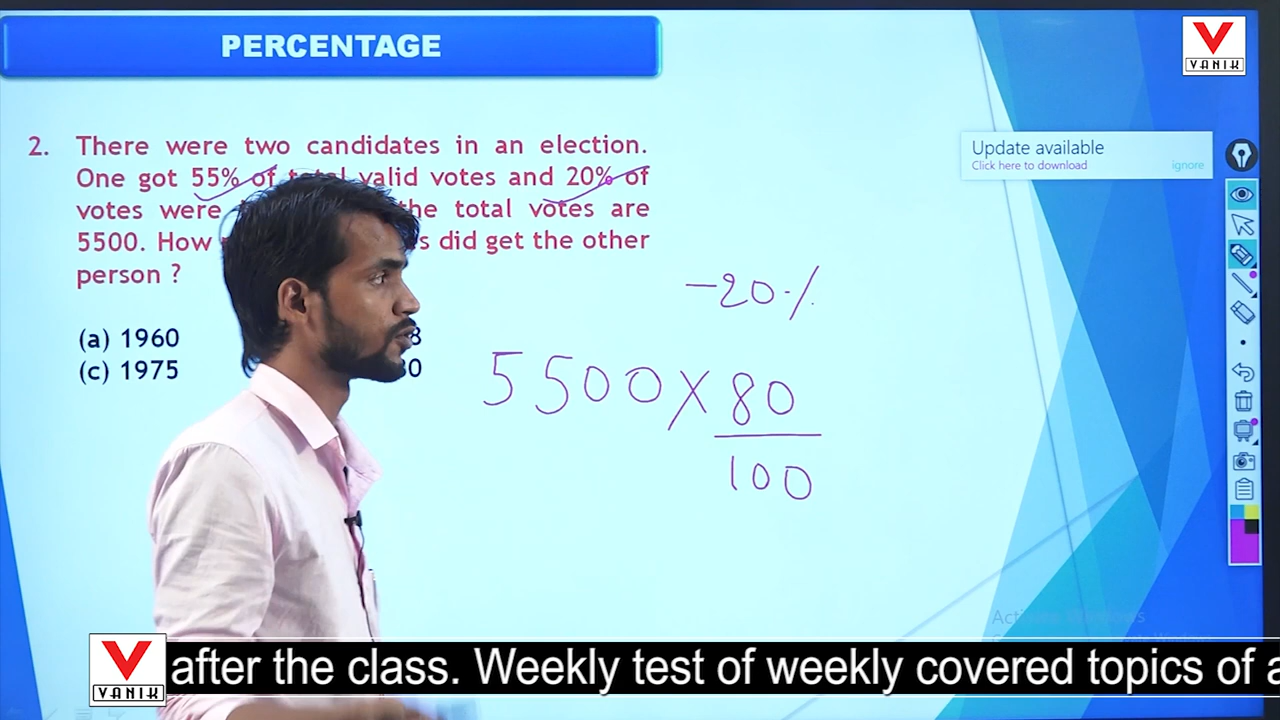 PERCENTAGE
VANIK
2. There were two candidates in an election.
One got 55% of total valid votes and 20% of
votes were the total votes are
5500. How did get the other
person ?
(a) 1960
(c) 1975
Update available
Click here to download ignore
-20%
5500 x 80
100
VANIK after the class. Weekly test of weekly covered topics of a